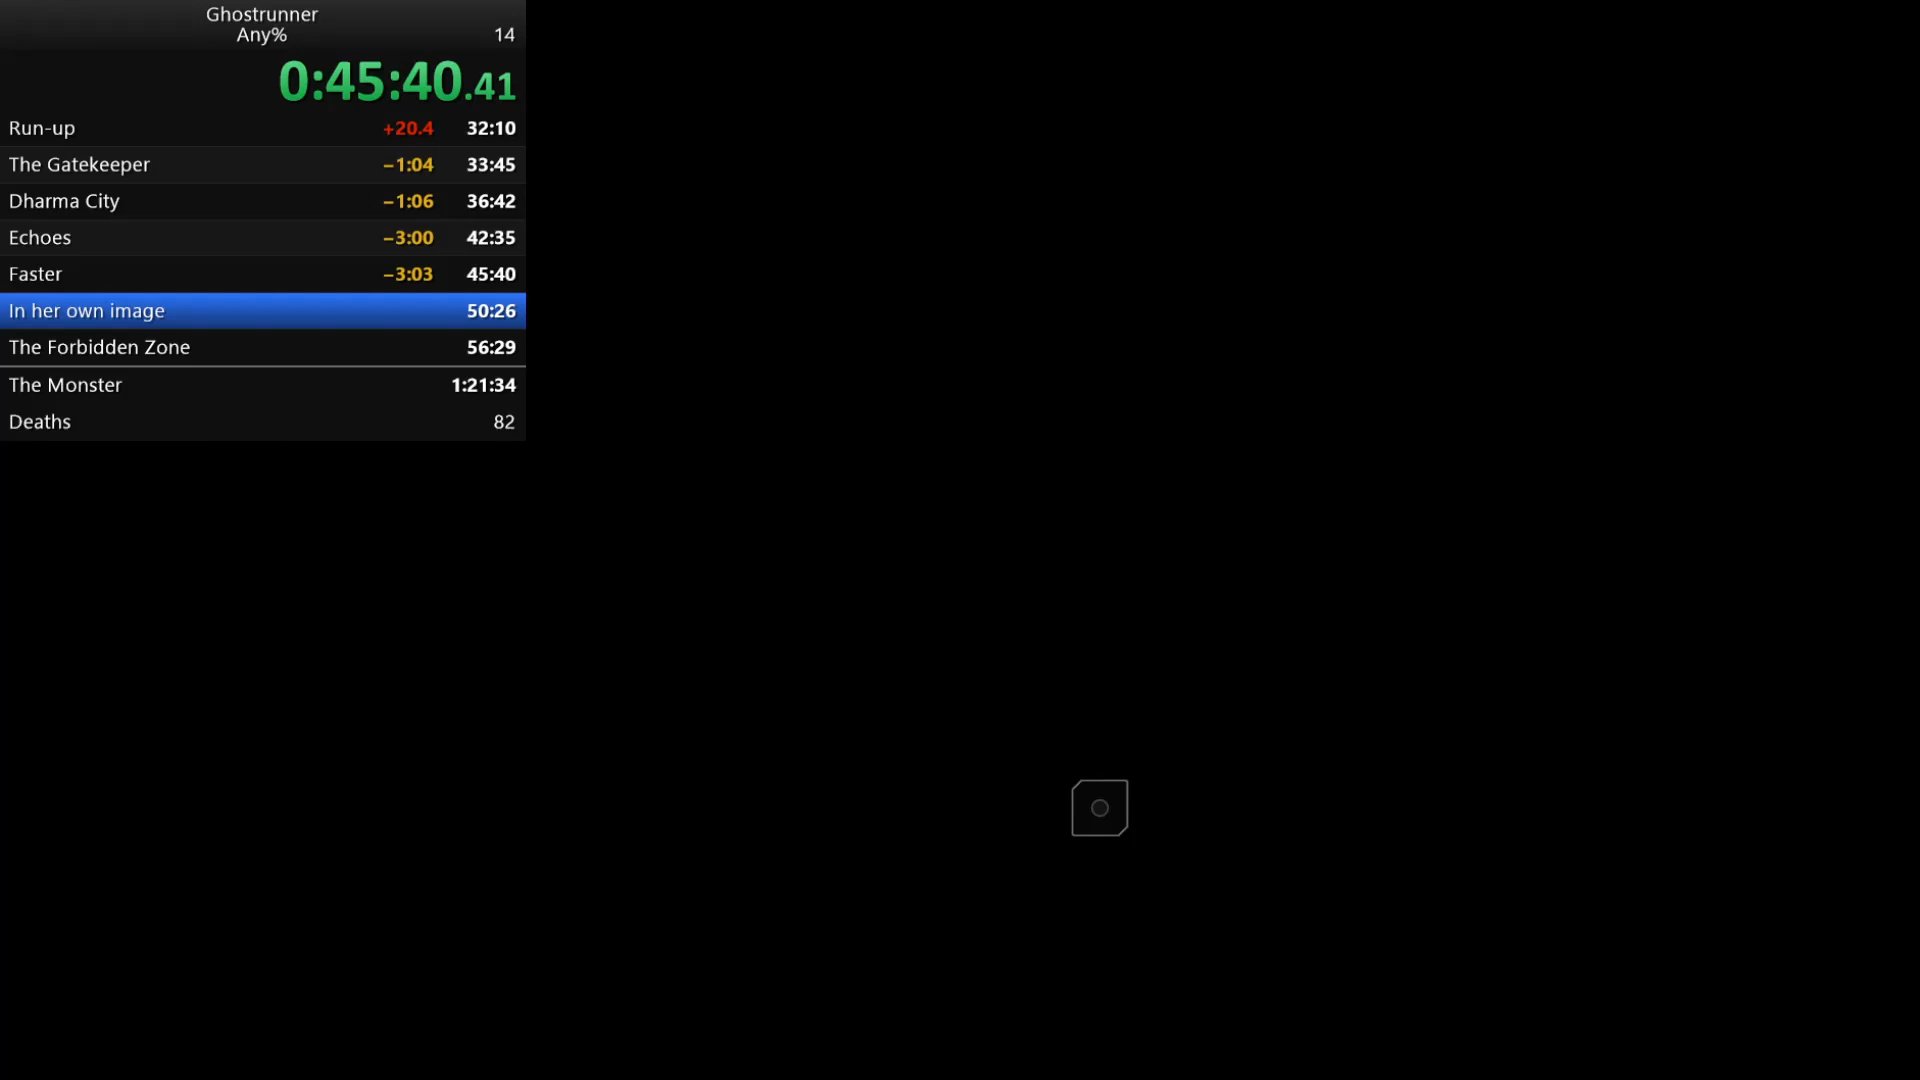 Ghostrunner
Any% 14
0:45:40.41
Run-up +20.4 32:10
The Gatekeeper −1:04 33:45
Dharma City −1:06 36:42
Echoes −3:00 42:35
Faster −3:03 45:40
In her own image 50:26
The Forbidden Zone 56:29
The Monster 1:21:34
Deaths 82